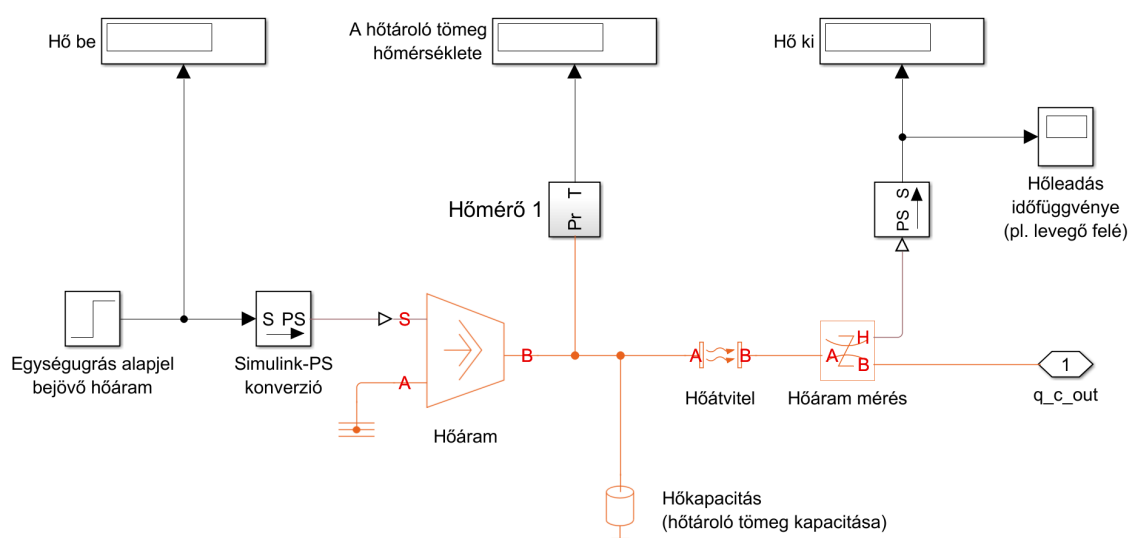 Hő be
A hőtároló tömeg
hőmérséklete
Hő ki
Hőmérő 1
Pr T
PS S
Hőleadás
időfüggvénye
(pl. levegő felé)
S PS
S
A
B
A
B
A
H
B
1
Egységugrás alapjel
bejövő hőáram
Simulink-PS
konverzió
Hőáram
Hőátvitel
Hőáram mérés
q_c_out
Hőkapacitás
(hőtároló tömeg kapacitása)